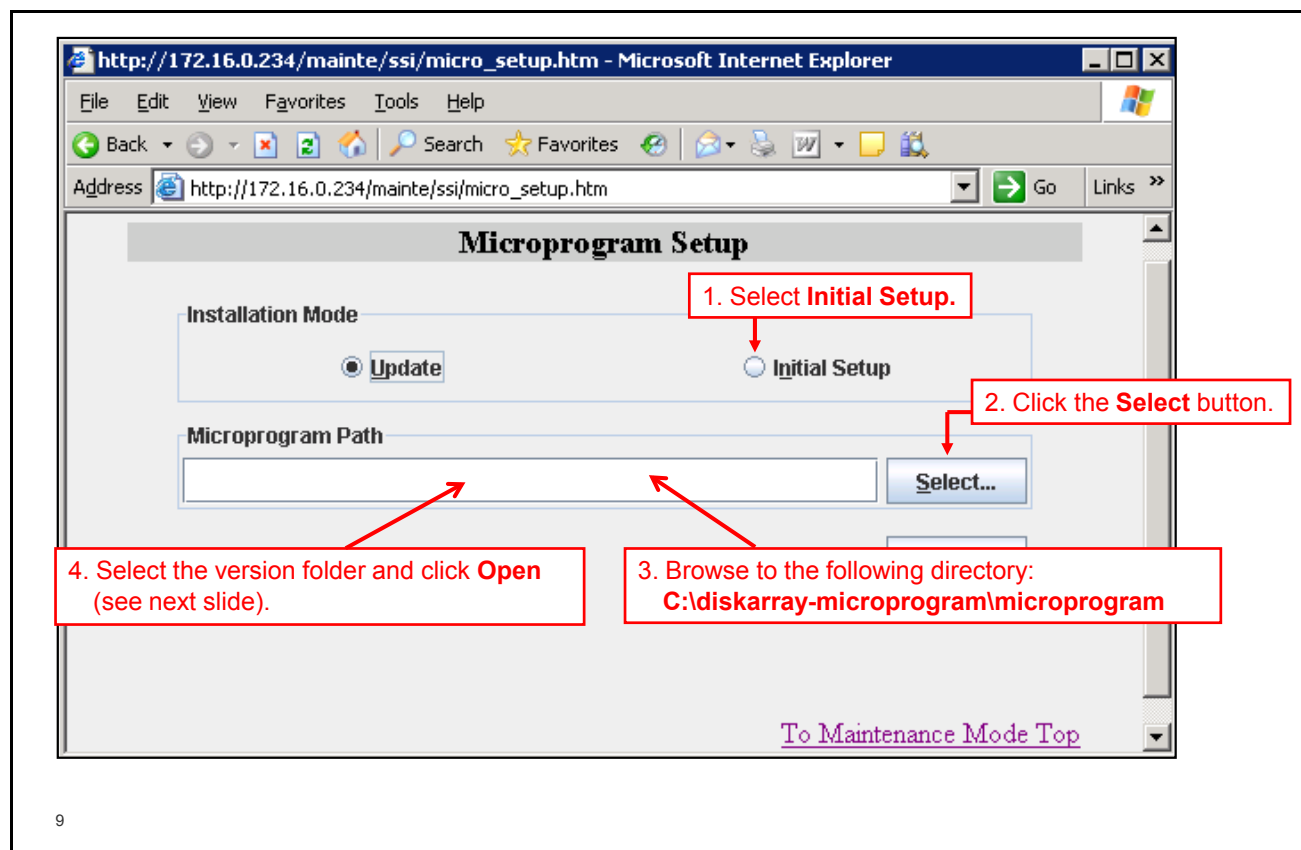 http://172.16.0.234/mainte/ssi/micro_setup.htm - Microsoft Internet Explorer
File Edit View Favorites Tools Help
Back Search Favorites
Address http://172.16.0.234/mainte/ssi/micro_setup.htm Go Links »
Microprogram Setup
1. Select Initial Setup.
Installation Mode
Update Initial Setup
2. Click the Select button.
Microprogram Path
Select...
4. Select the version folder and click Open
(see next slide).
3. Browse to the following directory:
C:\diskarray-microprogram\microprogram
To Maintenance Mode Top
9